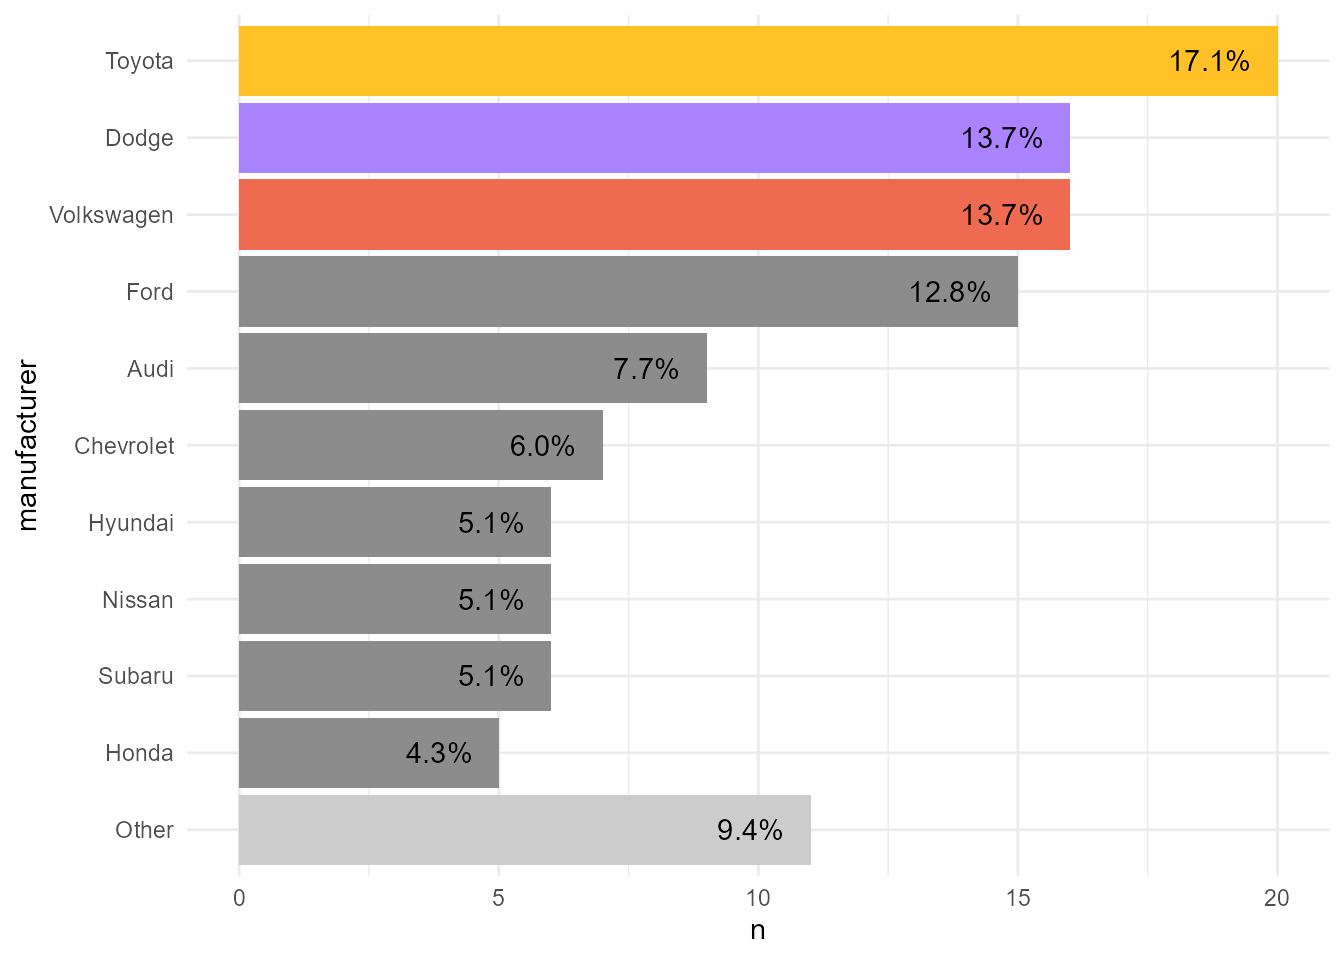 Toyota 17.1%
Dodge 13.7%
Volkswagen 13.7%
Ford 12.8%
Audi 7.7%
Chevrolet 6.0%
Hyundai 5.1%
Nissan 5.1%
Subaru 5.1%
Honda 4.3%
Other 9.4%
manufacturer
0 5 10 15 20
n